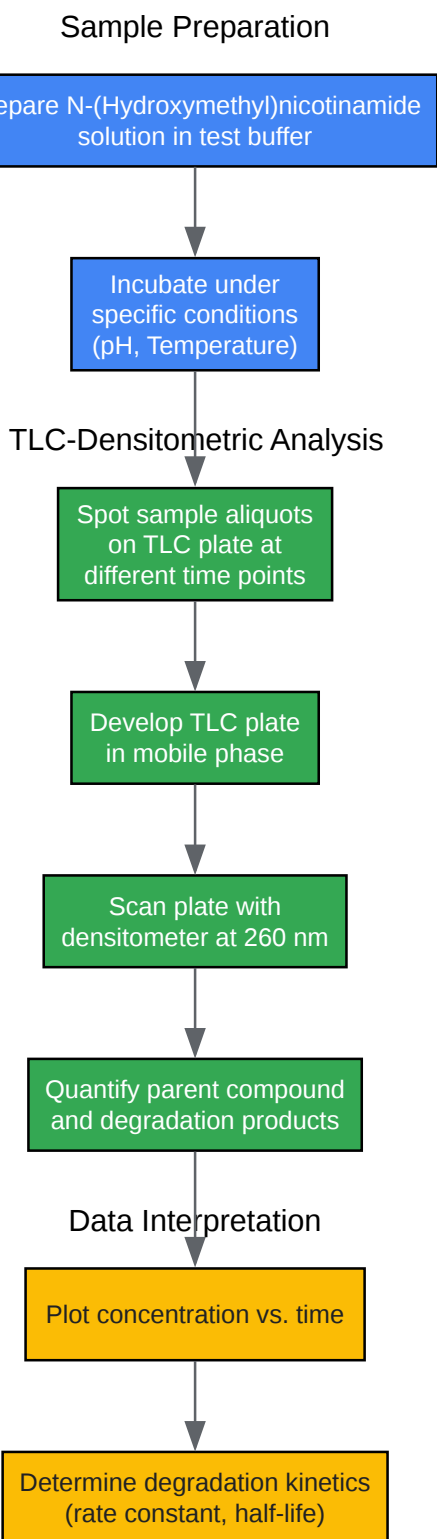 Sample Preparation
epare N-(Hydroxymethyl)nicotinamide
solution in test buffer
Incubate under
specific conditions
(pH, Temperature)
TLC-Densitometric Analysis
Spot sample aliquots
on TLC plate at
different time points
Develop TLC plate
in mobile phase
Scan plate with
densitometer at 260 nm
Quantify parent compound
and degradation products
Data Interpretation
Plot concentration vs. time
Determine degradation kinetics
(rate constant, half-life)